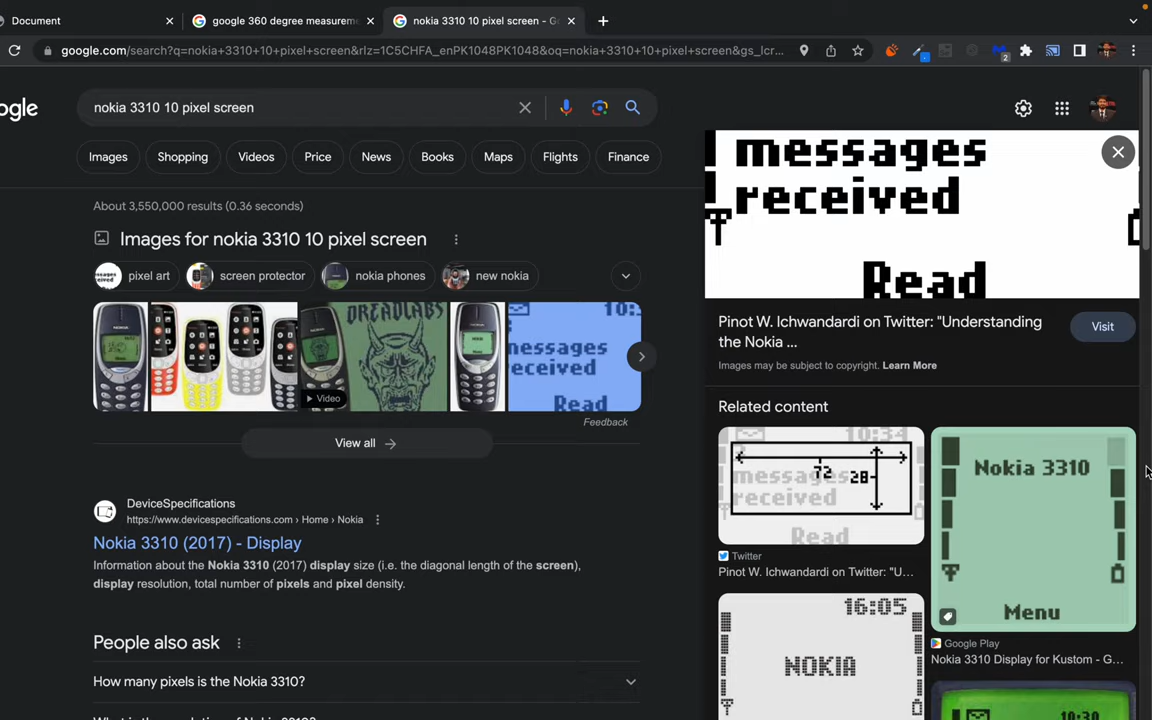 Document
google 360 degree measureme
nokia 3310 10 pixel screen - Go
google.com/search?q=nokia+3310+10+pixel+screen&rlz=1C5CHFA_enPK1048PK1048&oq=nokia+3310+10+pixel+screen&gs_lcr...
2
ogle
nokia 3310 10 pixel screen
Images
Shopping
Videos
Price
News
Books
Maps
Flights
Finance
About 3,550,000 results (0.36 seconds)
Images for nokia 3310 10 pixel screen
pixel art
screen protector
nokia phones
new nokia
DREADLABS
Video
NOKIA
10:
messages
received
Read
Feedback
View all
DeviceSpecifications
https://www.devicespecifications.com › Home › Nokia
Nokia 3310 (2017) - Display
Information about the Nokia 3310 (2017) display size (i.e. the diagonal length of the screen),
display resolution, total number of pixels and pixel density.
People also ask
How many pixels is the Nokia 3310?
messages
received
Read
Pinot W. Ichwandardi on Twitter: "Understanding
the Nokia ...
Visit
Images may be subject to copyright. Learn More
Related content
10:34
72
28
messages
received
Read
Twitter
Pinot W. Ichwandardi on Twitter: "U...
Nokia 3310
Menu
Google Play
Nokia 3310 Display for Kustom - G...
16:05
NOKIA
10:30